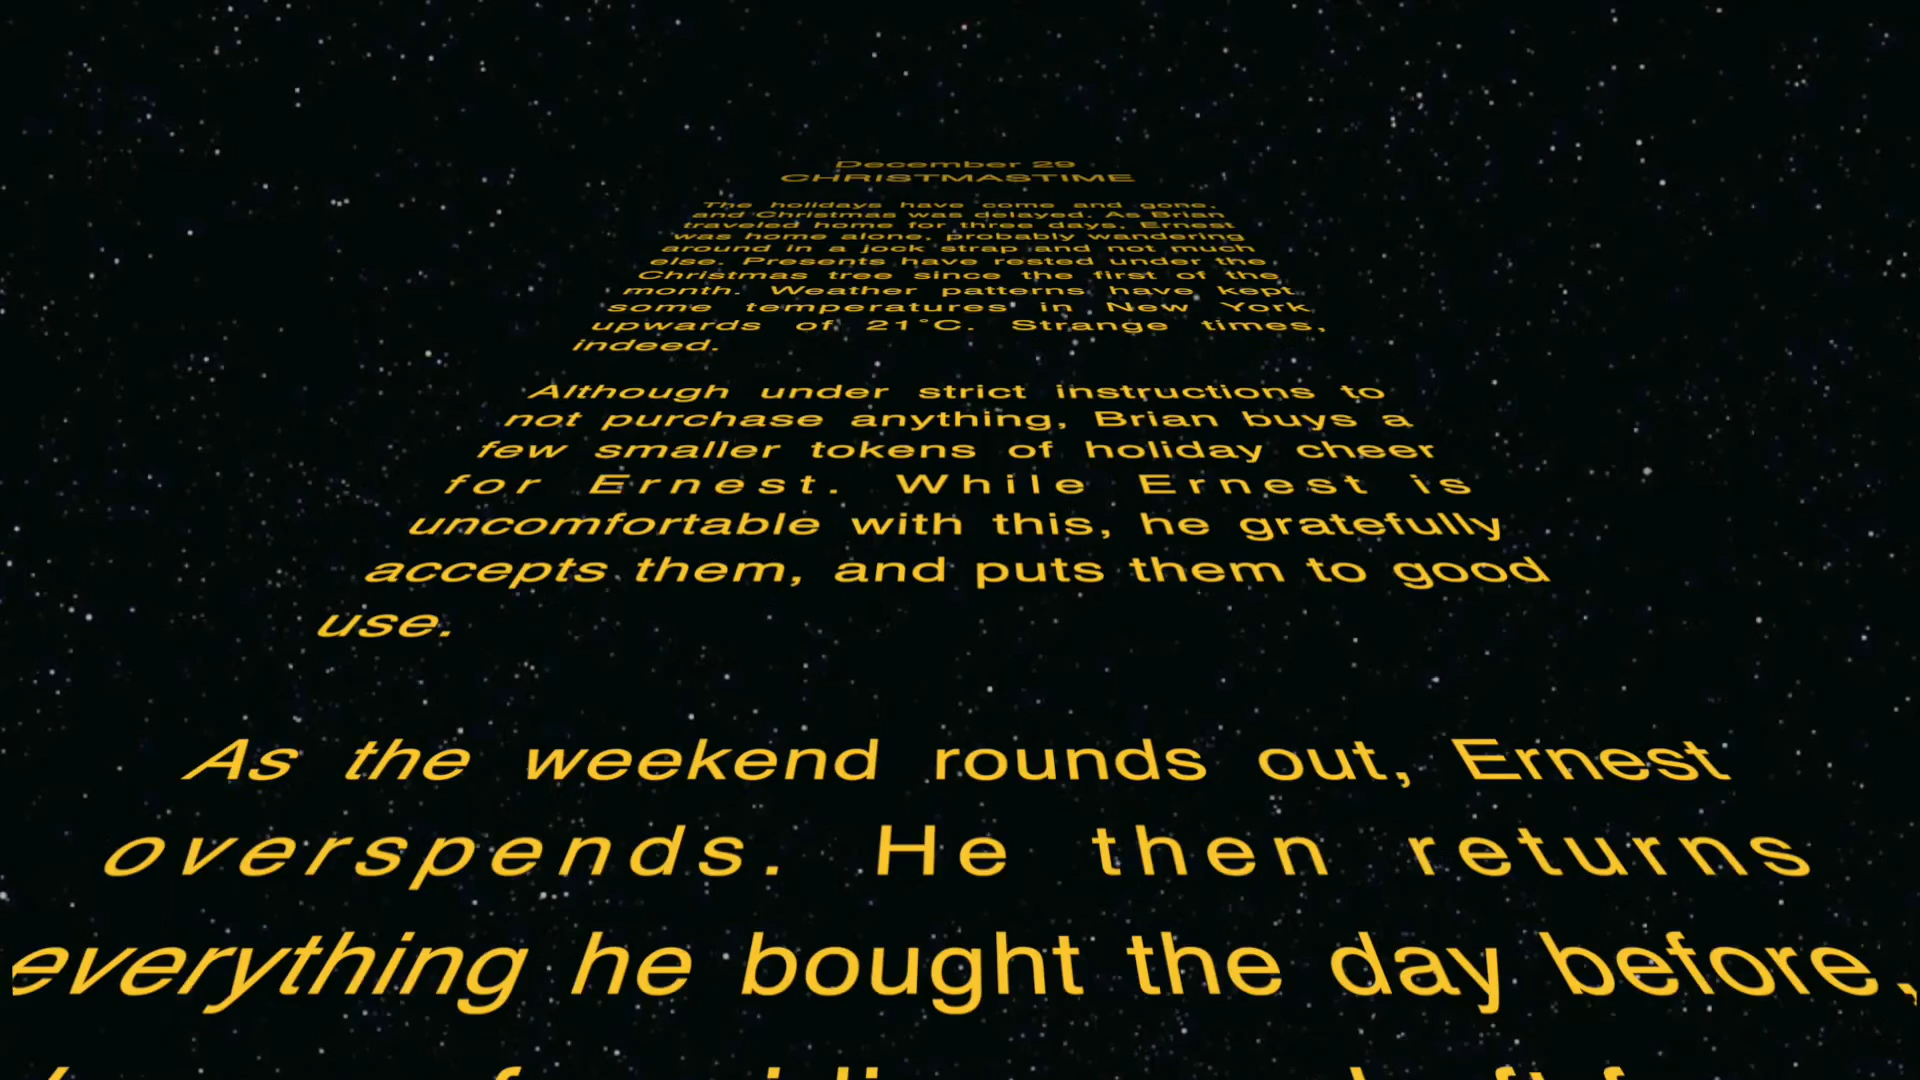 December 29
CHRISTMASTIME
The holidays have come and gone,
and Christmas was delayed. As Brian
traveled home for three days, Ernest
was home alone, probably wandering
around in a jock strap and not much
else. Presents have rested under the
Christmas tree since the first of the
month. Weather patterns have kept
some temperatures in New York
upwards of 21°C. Strange times,
indeed.
Although under strict instructions to
not purchase anything, Brian buys a
few smaller tokens of holiday cheer
for Ernest. While Ernest is
uncomfortable with this, he gratefully
accepts them, and puts them to good
use.
As the weekend rounds out, Ernest
overspends. He then returns
everything he bought the day before,